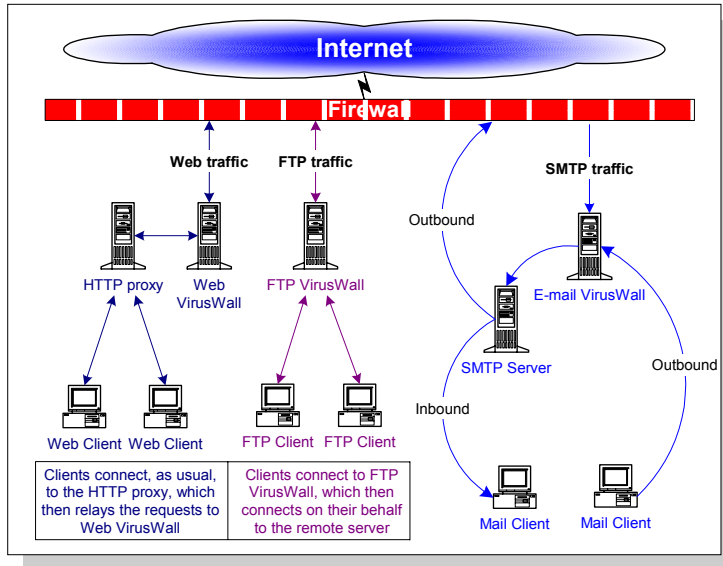 Internet
Firewall
Web traffic
FTP traffic
SMTP traffic
Outbound
HTTP proxy
Web
VirusWall
FTP VirusWall
E-mail VirusWall
SMTP Server
Outbound
Inbound
Web Client
Web Client
FTP Client
FTP Client
Clients connect, as usual,
to the HTTP proxy, which
then relays the requests to
Web VirusWall
Clients connect to FTP
VirusWall, which then
connects on their behalf
to the remote server
Mail Client
Mail Client